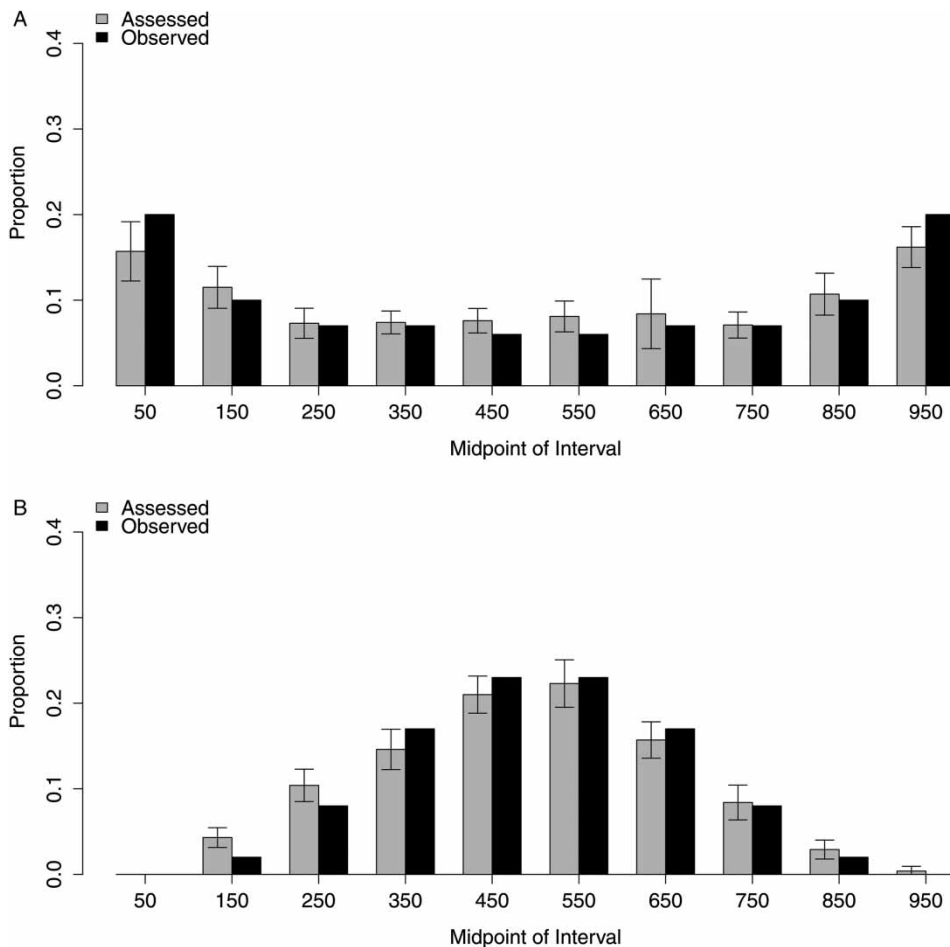 A
Assessed
Observed
0.4
0.3
0.2
0.1
0.0
Proportion
50 150 250 350 450 550 650 750 850 950
Midpoint of Interval
B
Assessed
Observed
0.4
0.3
0.2
0.1
0.0
Proportion
50 150 250 350 450 550 650 750 850 950
Midpoint of Interval